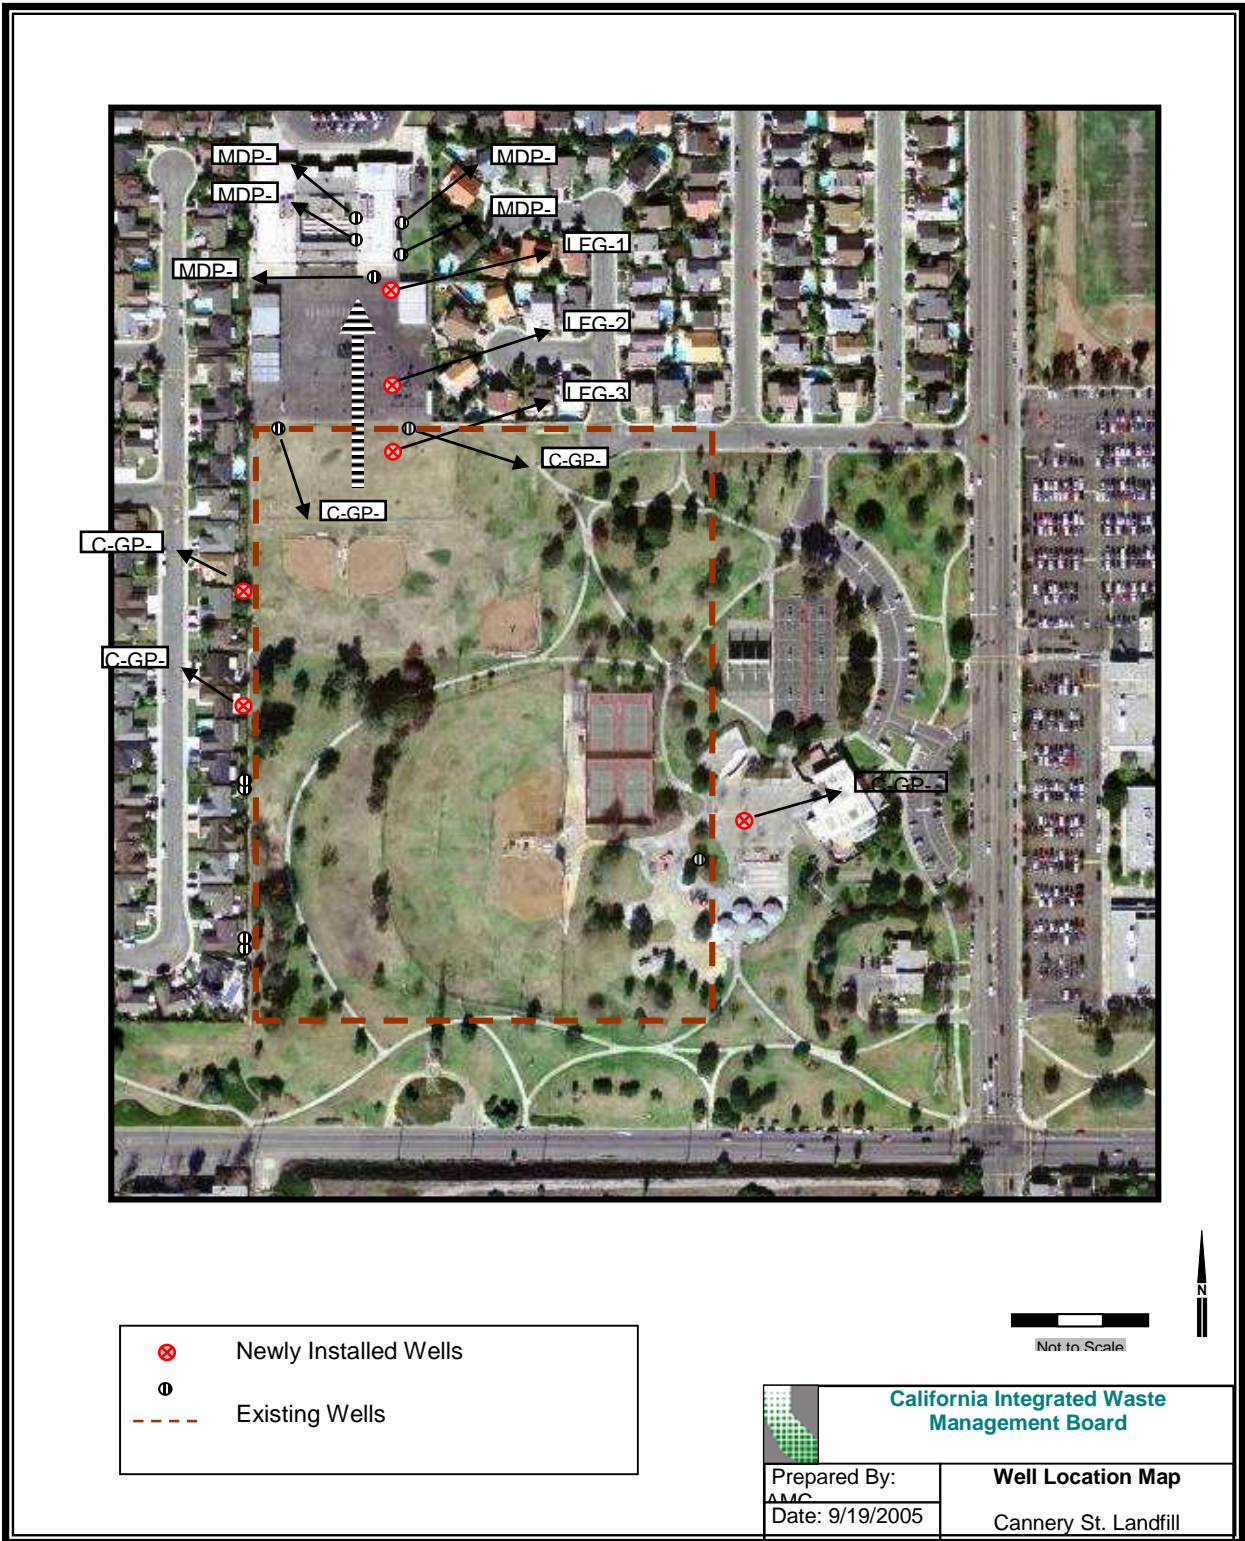 MDP-
MDP-
MDP-
MDP-
LFG-1
MDP-
LFG-2
LFG-3
C-GP-
C-GP-
C-GP-
C-GP-
C-GP-
N
Not to Scale
Newly Installed Wells
Existing Wells
California Integrated Waste
Management Board
Prepared By:
AMC
Well Location Map
Date: 9/19/2005
Cannery St. Landfill